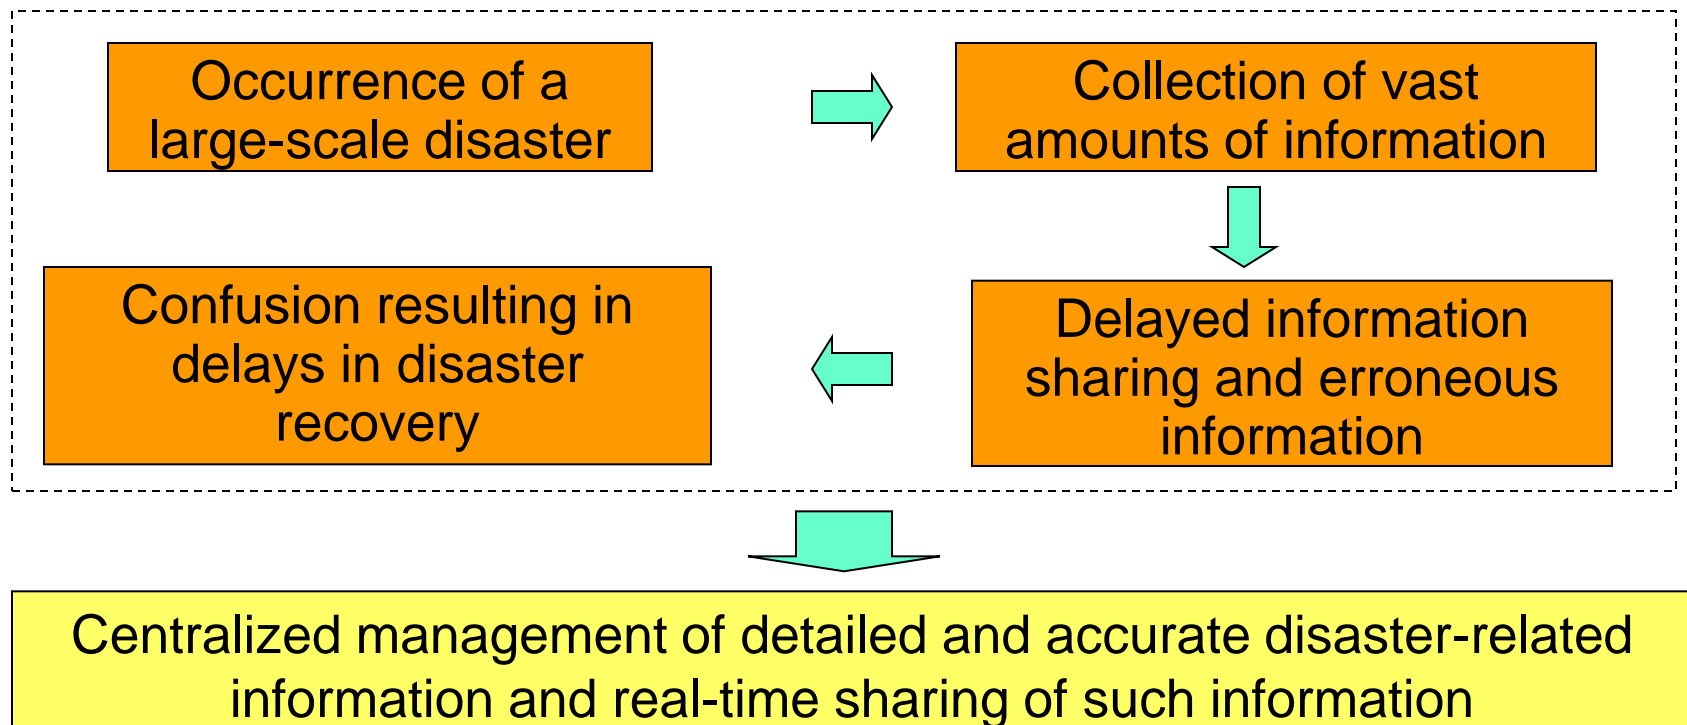 Occurrence of a
large-scale disaster
Collection of vast
amounts of information
Delayed information
sharing and erroneous
information
Confusion resulting in
delays in disaster
recovery
Centralized management of detailed and accurate disaster-related
information and real-time sharing of such information